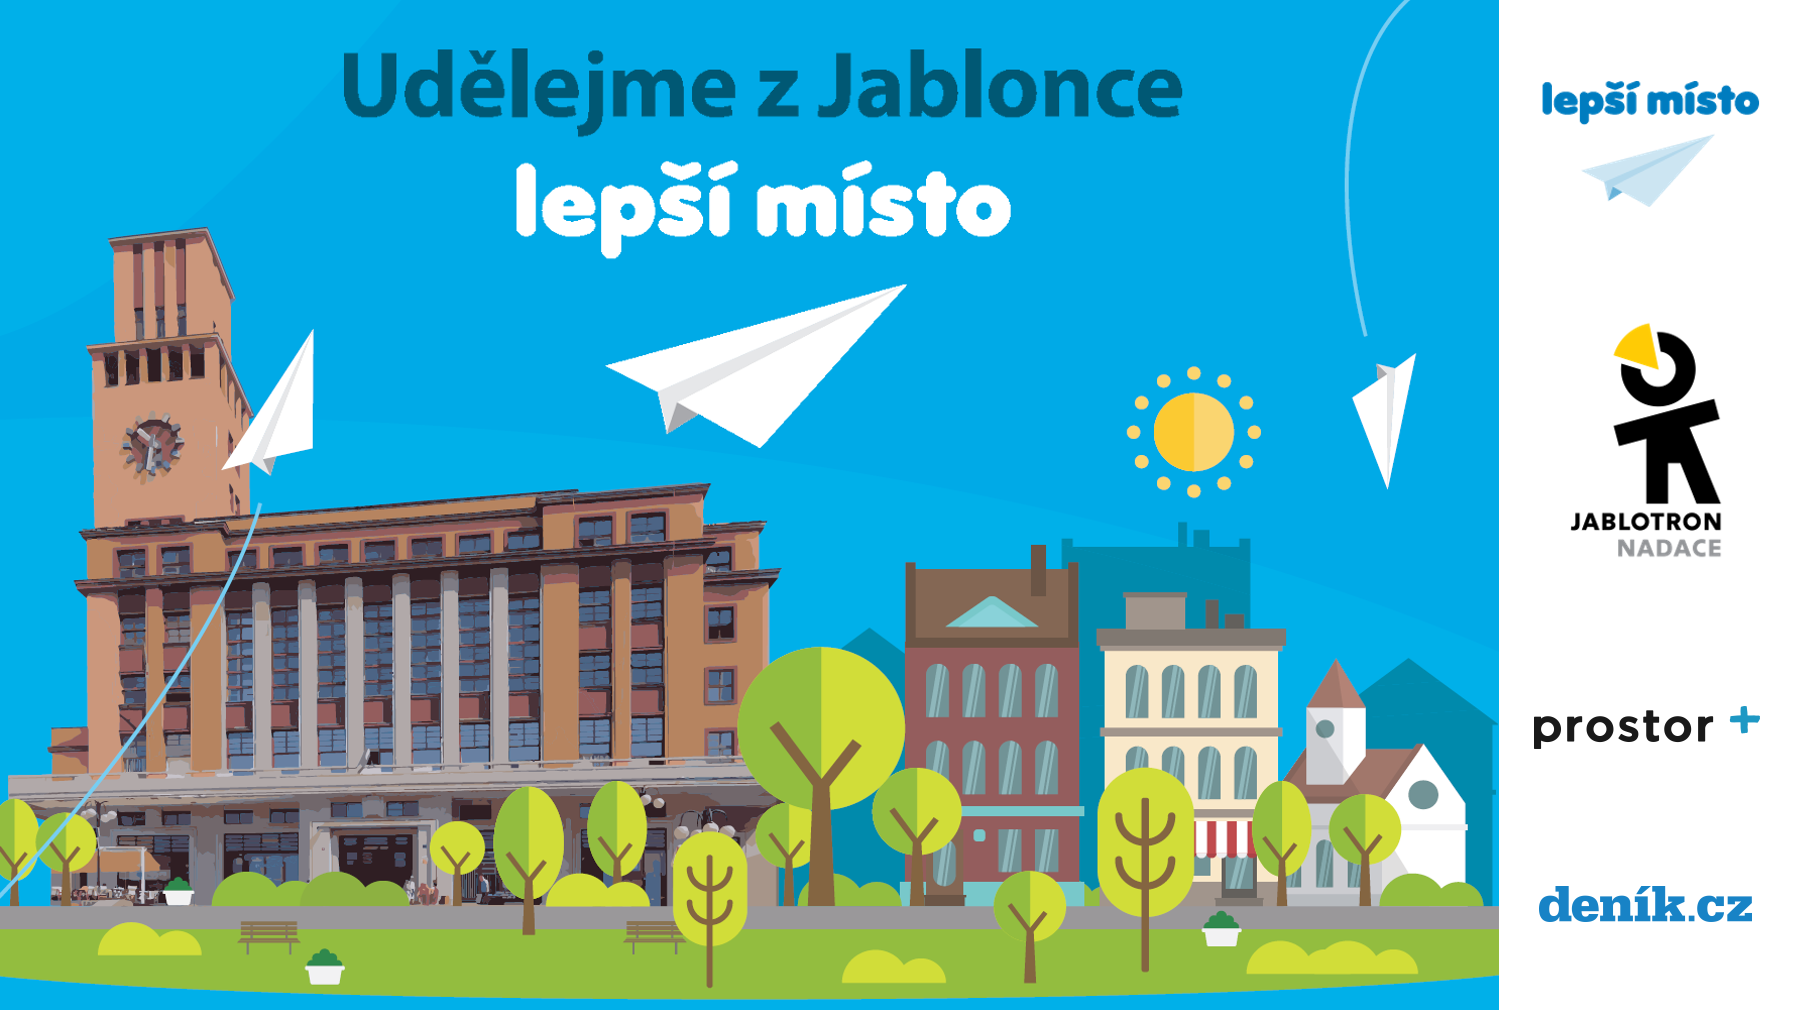 Udělejme z Jablonce
lepší místo
lepší místo
JABLOTRON
NADACE
prostor +
deník.cz